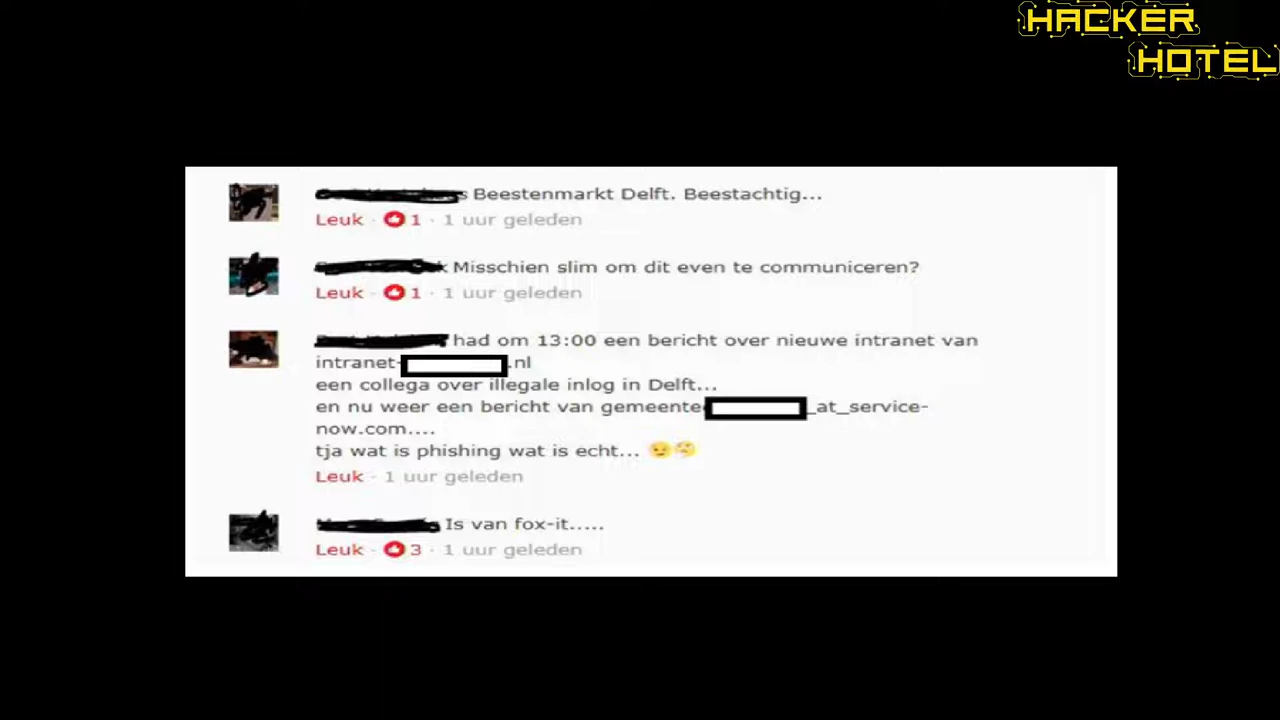 HACKER
HOTEL
Beestenmarkt Delft. Beestachtig...
Leuk · 1 · 1 uur geleden
Misschien slim om dit even te communiceren?
Leuk · 1 · 1 uur geleden
had om 13:00 een bericht over nieuwe intranet van
intranet- .nl
een collega over illegale inlog in Delft...
en nu weer een bericht van gemeente _at_service-
now.com....
tja wat is phishing wat is echt... 😉🤔
Leuk · 1 uur geleden
Is van fox-it.....
Leuk · 3 · 1 uur geleden